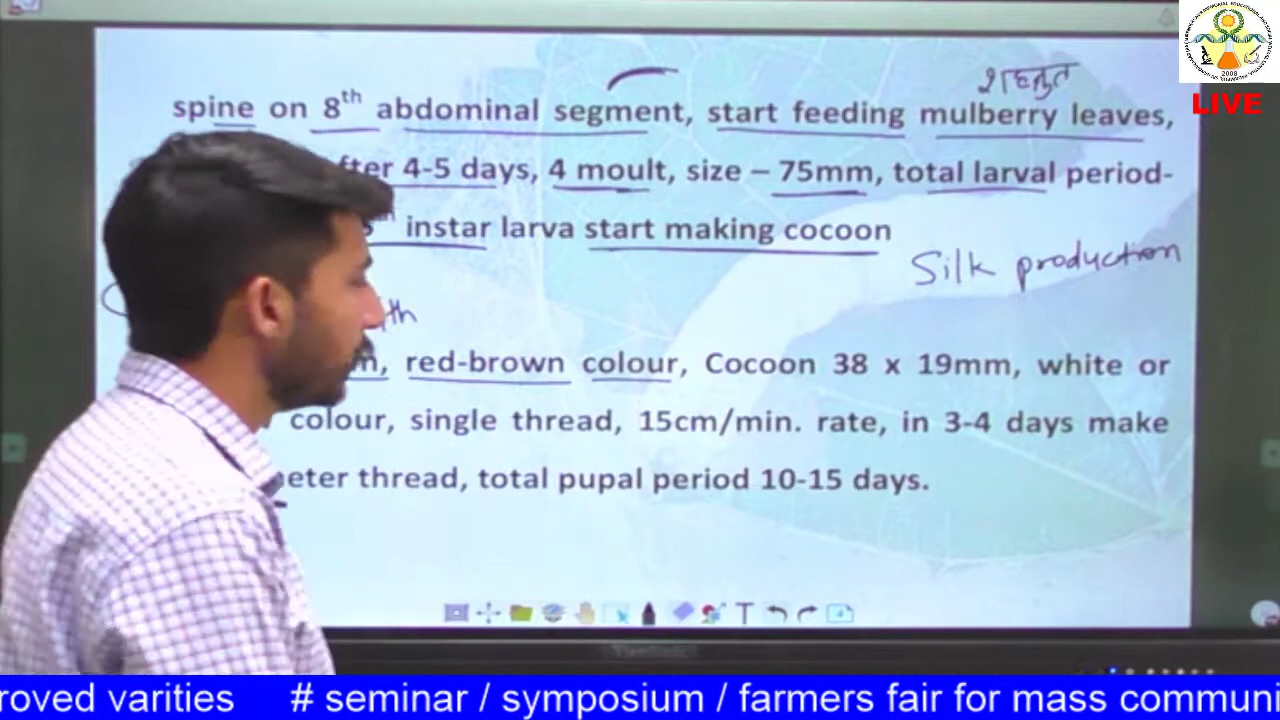 शहतूत
spine on 8th abdominal segment, start feeding mulberry leaves,
LIVE
after 4-5 days, 4 moult, size – 75mm, total larval period-
instar larva start making cocoon
Silk production
th
red-brown colour, Cocoon 38 x 19mm, white or
colour, single thread, 15cm/min. rate, in 3-4 days make
thread, total pupal period 10-15 days.
T
2008
ViewSonic
# seminar / symposium / farmers fair for mass communi
roved varities